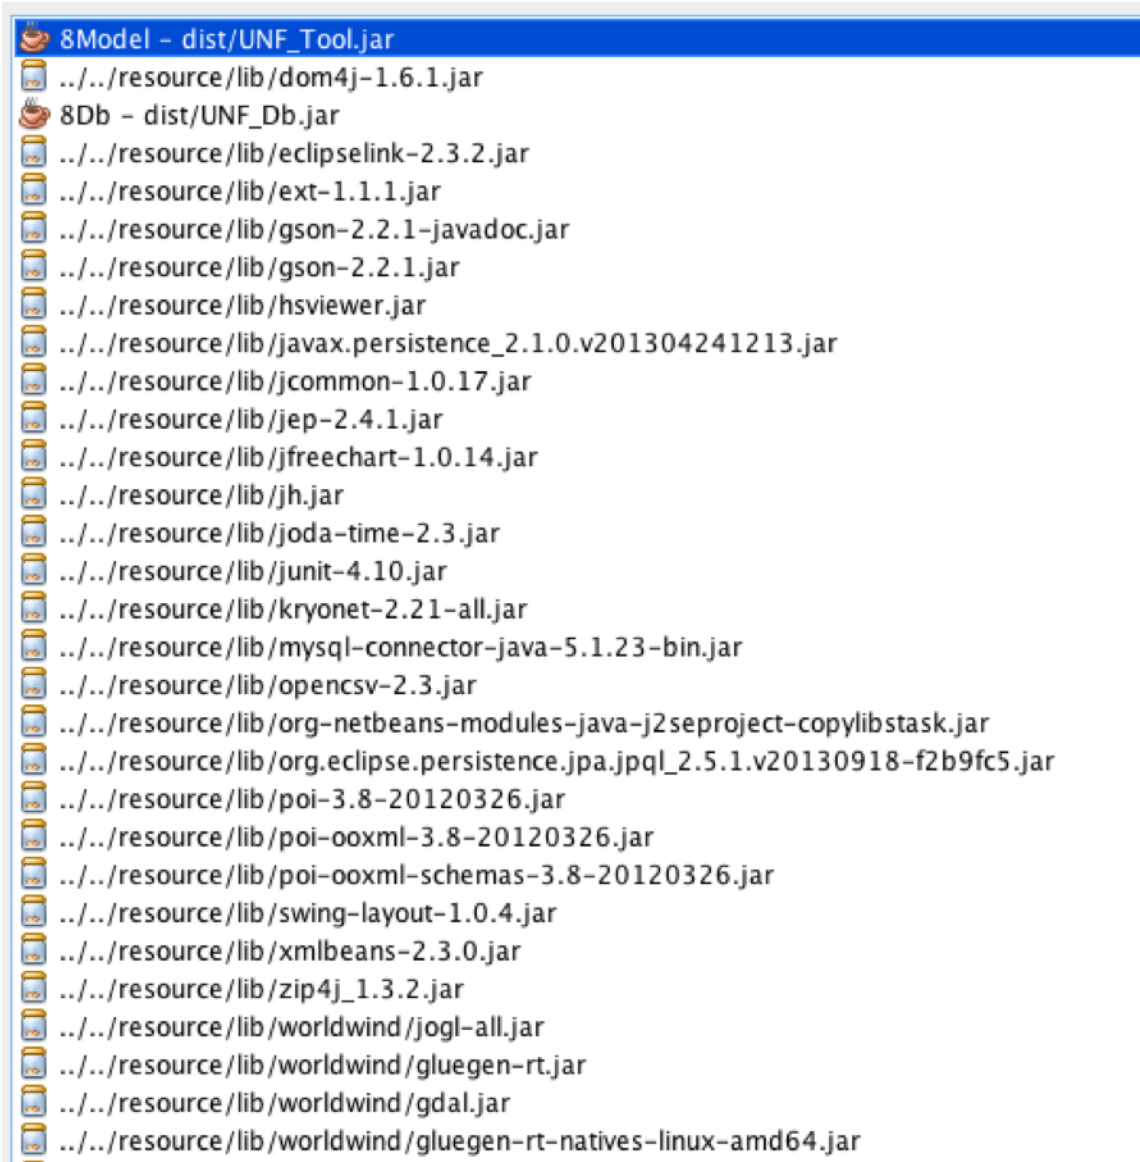 8Model – dist/UNF_Tool.jar
../../resource/lib/dom4j-1.6.1.jar
8Db – dist/UNF_Db.jar
../../resource/lib/eclipselink-2.3.2.jar
../../resource/lib/ext-1.1.1.jar
../../resource/lib/gson-2.2.1-javadoc.jar
../../resource/lib/gson-2.2.1.jar
../../resource/lib/hsviewer.jar
../../resource/lib/javax.persistence_2.1.0.v201304241213.jar
../../resource/lib/jcommon-1.0.17.jar
../../resource/lib/jep-2.4.1.jar
../../resource/lib/jfreechart-1.0.14.jar
../../resource/lib/jh.jar
../../resource/lib/joda-time-2.3.jar
../../resource/lib/junit-4.10.jar
../../resource/lib/kryonet-2.21-all.jar
../../resource/lib/mysql-connector-java-5.1.23-bin.jar
../../resource/lib/opencsv-2.3.jar
../../resource/lib/org-netbeans-modules-java-j2seproject-copylibstask.jar
../../resource/lib/org.eclipse.persistence.jpa.jpql_2.5.1.v20130918-f2b9fc5.jar
../../resource/lib/poi-3.8-20120326.jar
../../resource/lib/poi-ooxml-3.8-20120326.jar
../../resource/lib/poi-ooxml-schemas-3.8-20120326.jar
../../resource/lib/swing-layout-1.0.4.jar
../../resource/lib/xmlbeans-2.3.0.jar
../../resource/lib/zip4j_1.3.2.jar
../../resource/lib/worldwind/jogl-all.jar
../../resource/lib/worldwind/gluegen-rt.jar
../../resource/lib/worldwind/gdal.jar
../../resource/lib/worldwind/gluegen-rt-natives-linux-amd64.jar